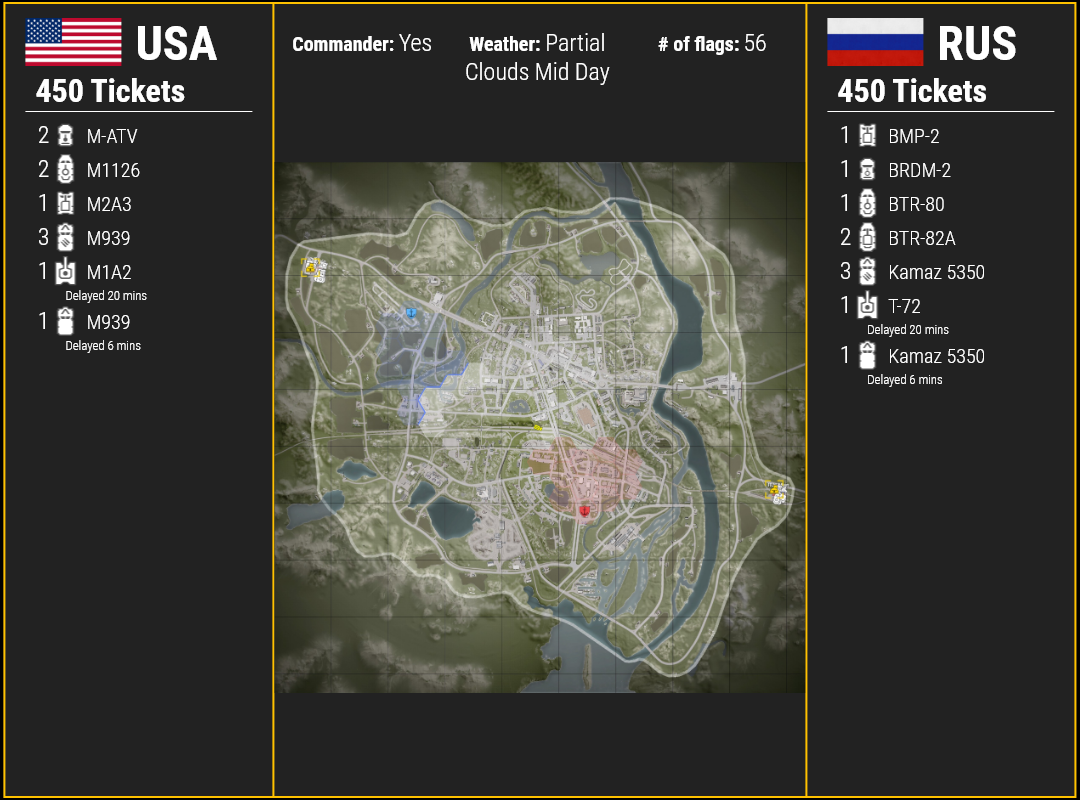 USA
450 Tickets
2 M-ATV
2 M1126
1 M2A3
3 M939
1 M1A2
Delayed 20 mins
1 M939
Delayed 6 mins
Commander: Yes
Weather: Partial
Clouds Mid Day
# of flags: 56
RUS
450 Tickets
1 BMP-2
1 BRDM-2
1 BTR-80
2 BTR-82A
3 Kamaz 5350
1 T-72
Delayed 20 mins
1 Kamaz 5350
Delayed 6 mins